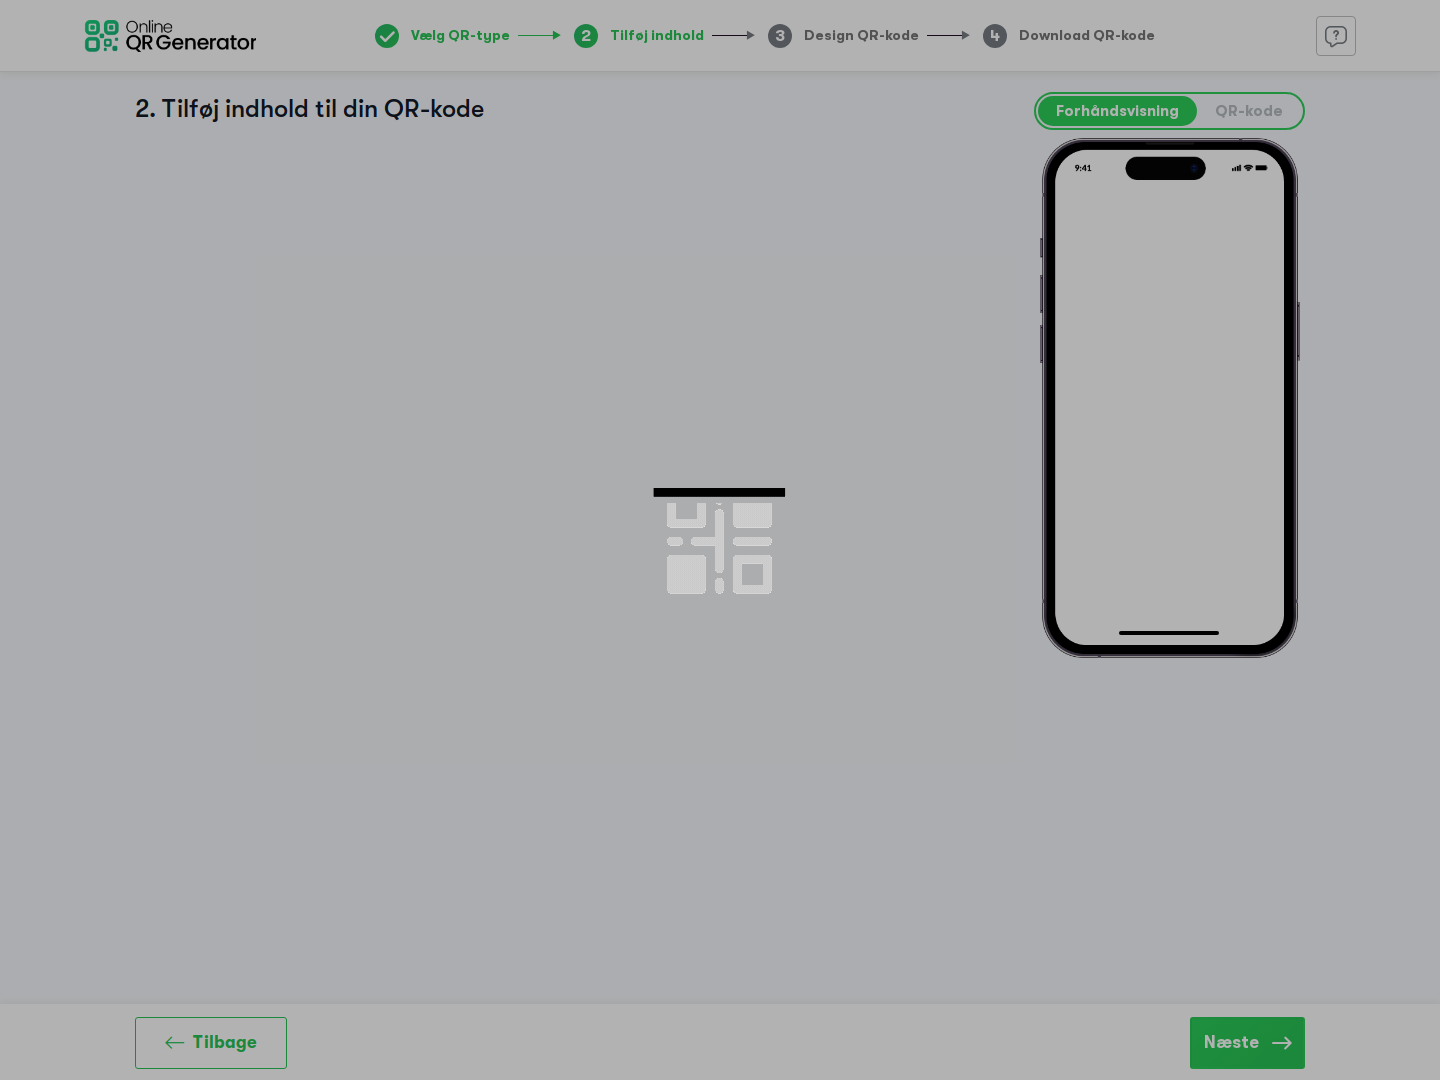 Online
QR Generator
Vælg QR-type
2 Tilføj indhold
3 Design QR-kode
4 Download QR-kode
2. Tilføj indhold til din QR-kode
Forhåndsvisning
QR-kode
9:41
Tilbage
Næste